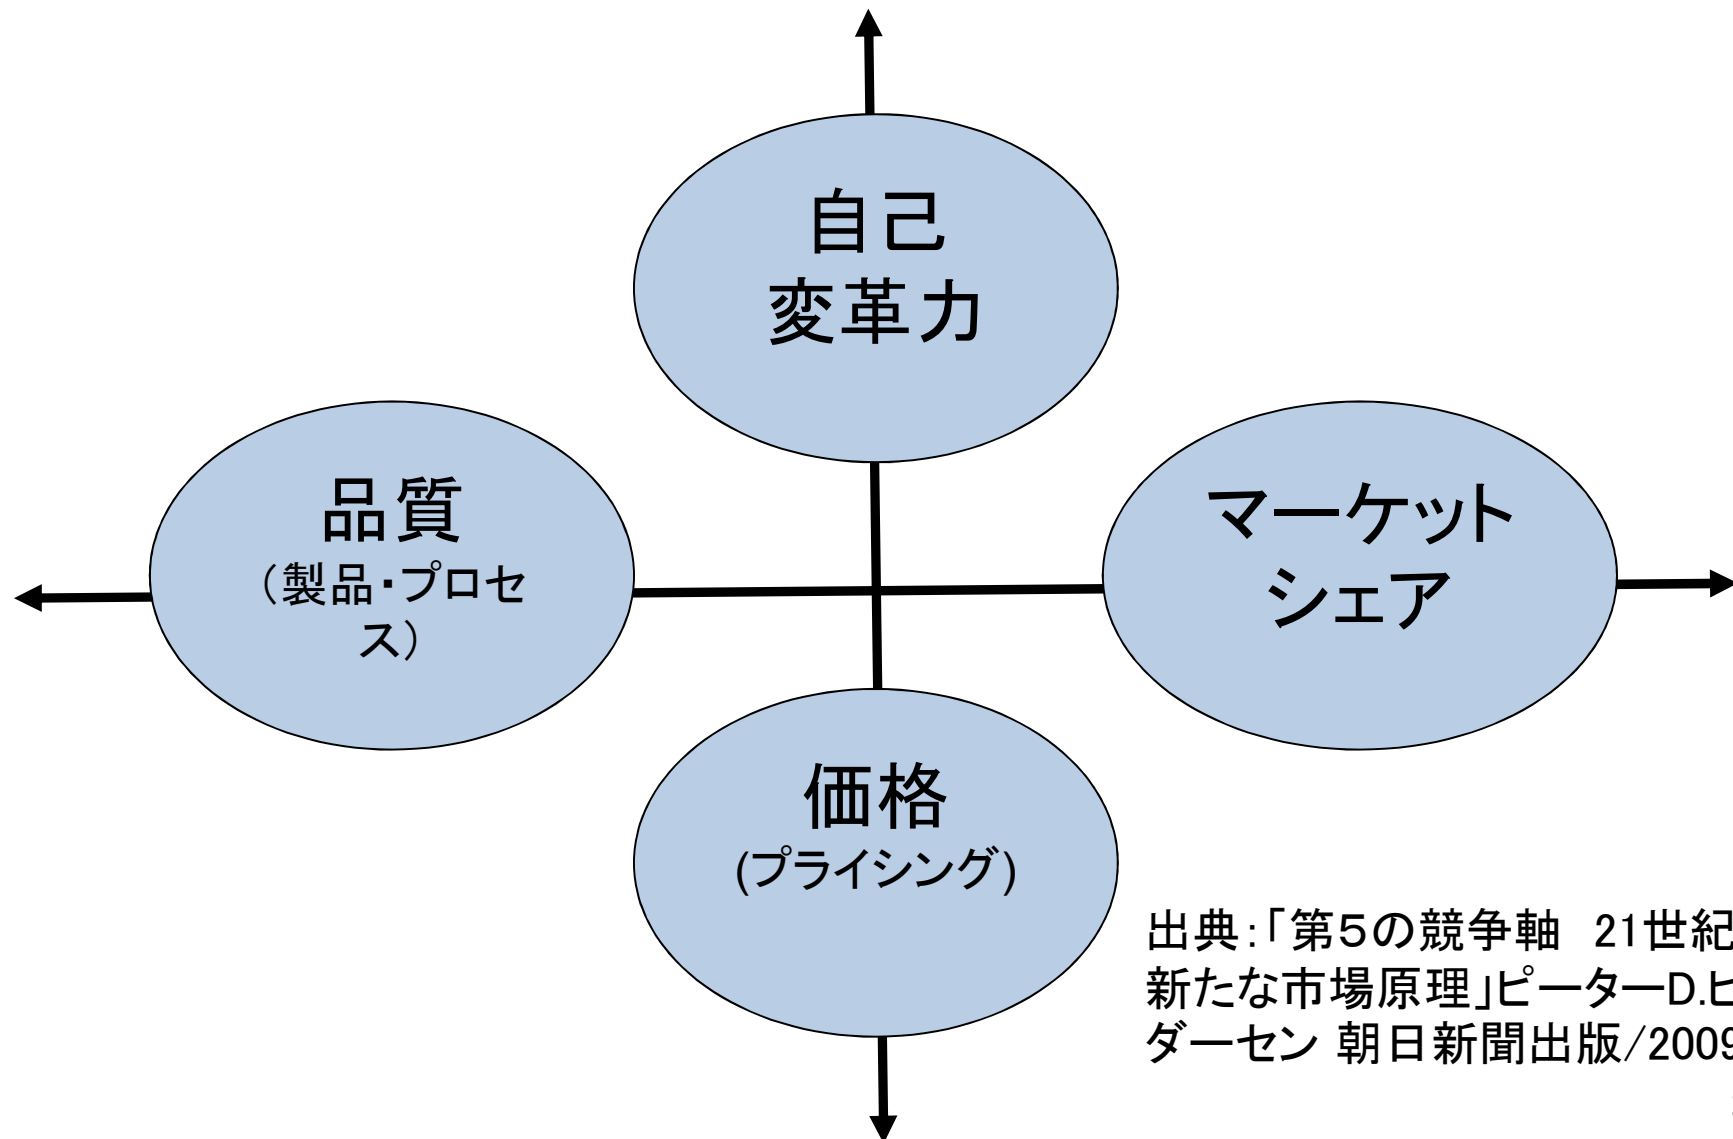 自己
変革力
品質
（製品・プロセ
ス）
マーケット
シェア
価格
(プライシング)
出典：「第５の競争軸　21世紀
新たな市場原理」ピーターD.ピ
ダーセン 朝日新聞出版/2009